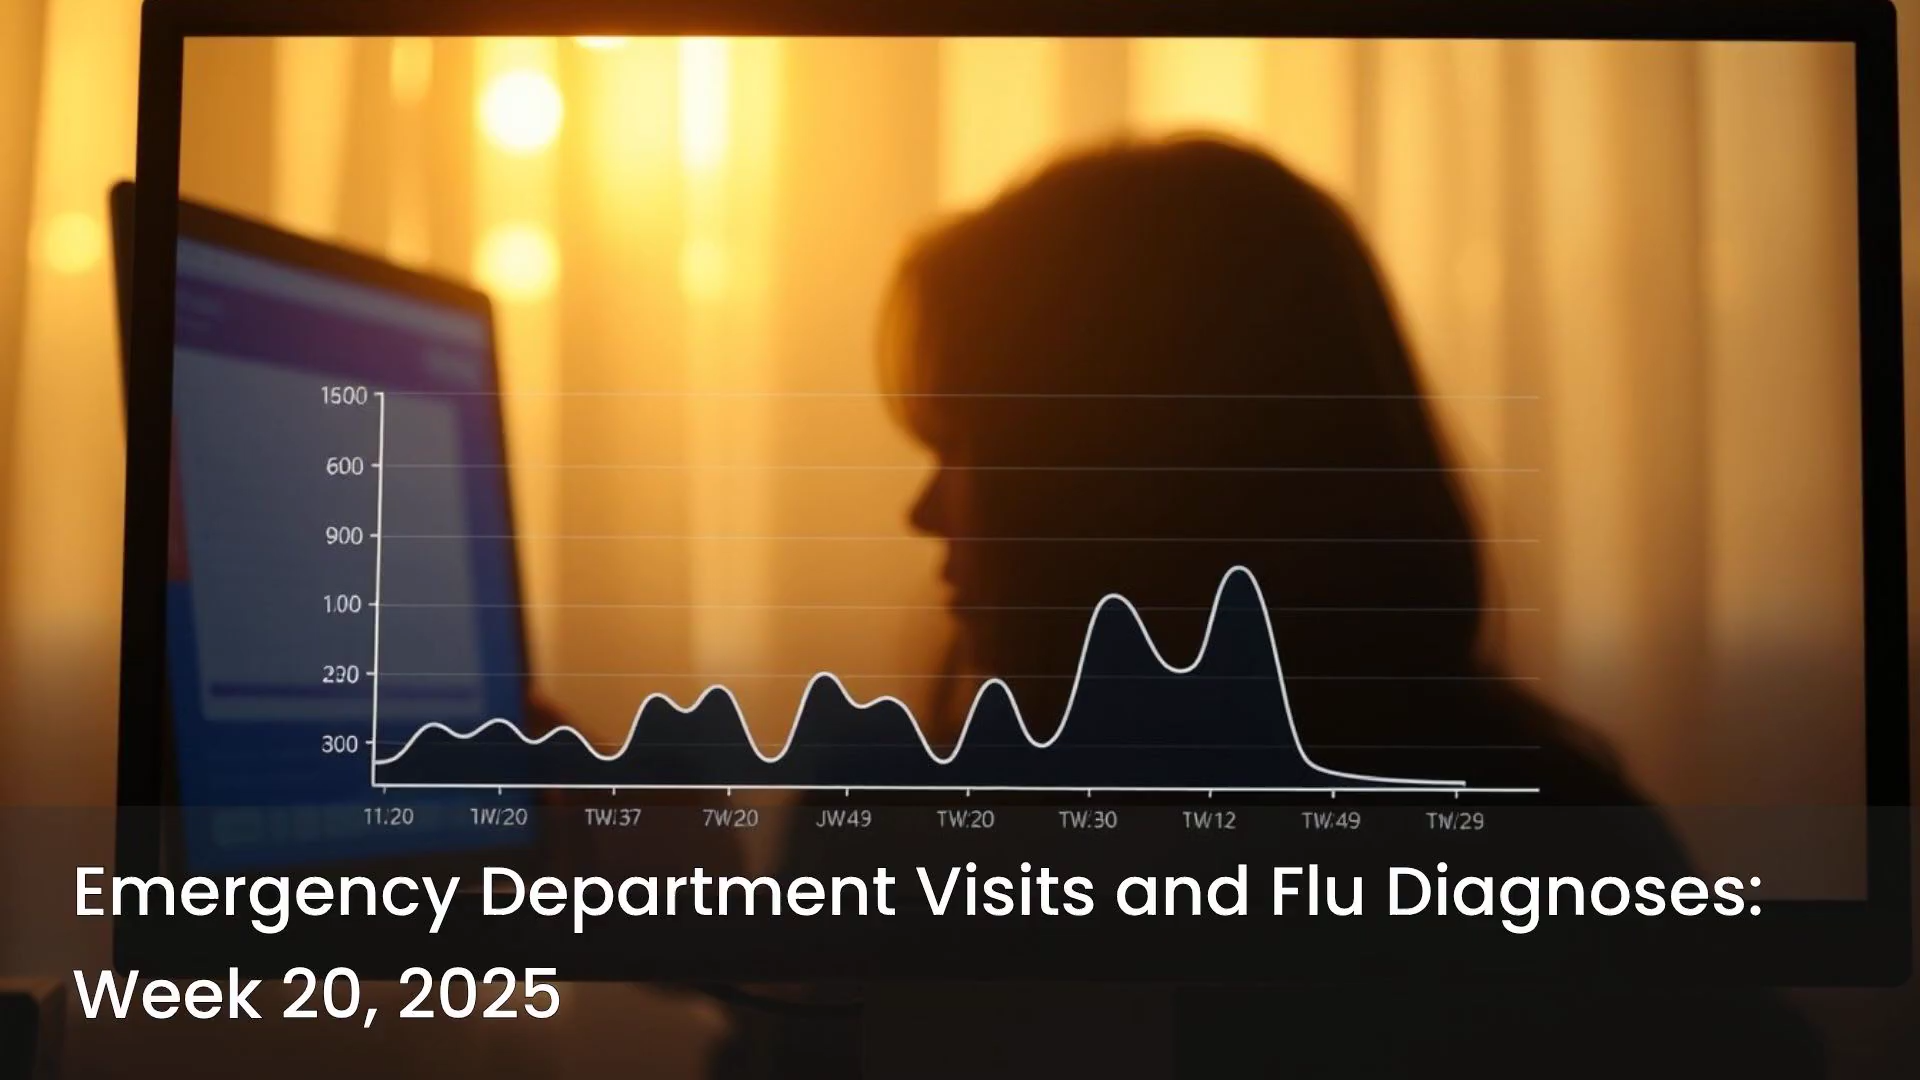 1500
600
900
1.00
290
300
11.20
1W/20
TW.37
7W20
JW49
TW.20
TW.30
TW12
TW.49
TW/29
Emergency Department Visits and Flu Diagnoses:
Week 20, 2025